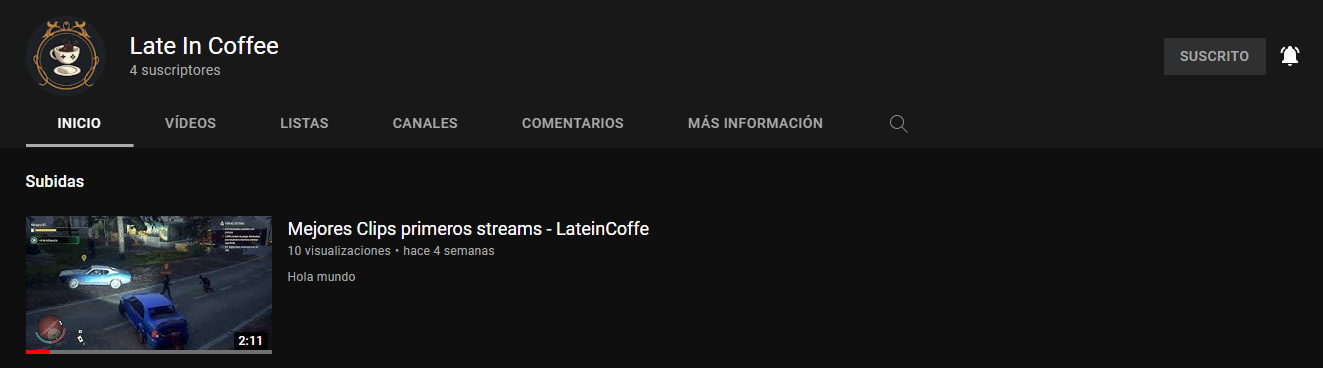 Late In Coffee
4 suscriptores
SUSCRITO
INICIO VÍDEOS LISTAS CANALES COMENTARIOS MÁS INFORMACIÓN
Subidas
Mejores Clips primeros streams - LateinCoffe
10 visualizaciones • hace 4 semanas
Hola mundo
2:11